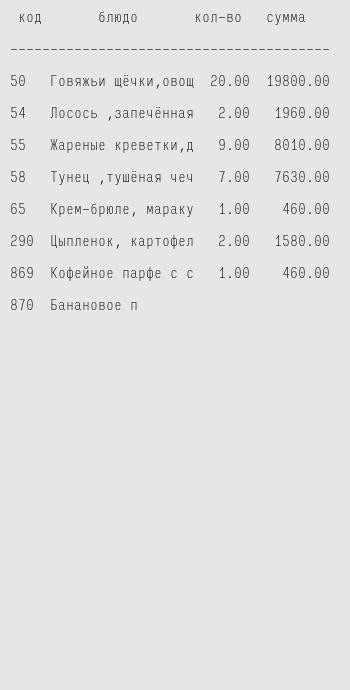 код блюдо кол-во сумма
----------------------------------------
50 Говяжьи щёчки,овощ 20.00 19800.00
54 Лосось ,запечённая 2.00 1960.00
55 Жареные креветки,д 9.00 8010.00
58 Тунец ,тушёная чеч 7.00 7630.00
65 Крем-брюле, мараку 1.00 460.00
290 Цыпленок, картофел 2.00 1580.00
869 Кофейное парфе с с 1.00 460.00
870 Банановое п